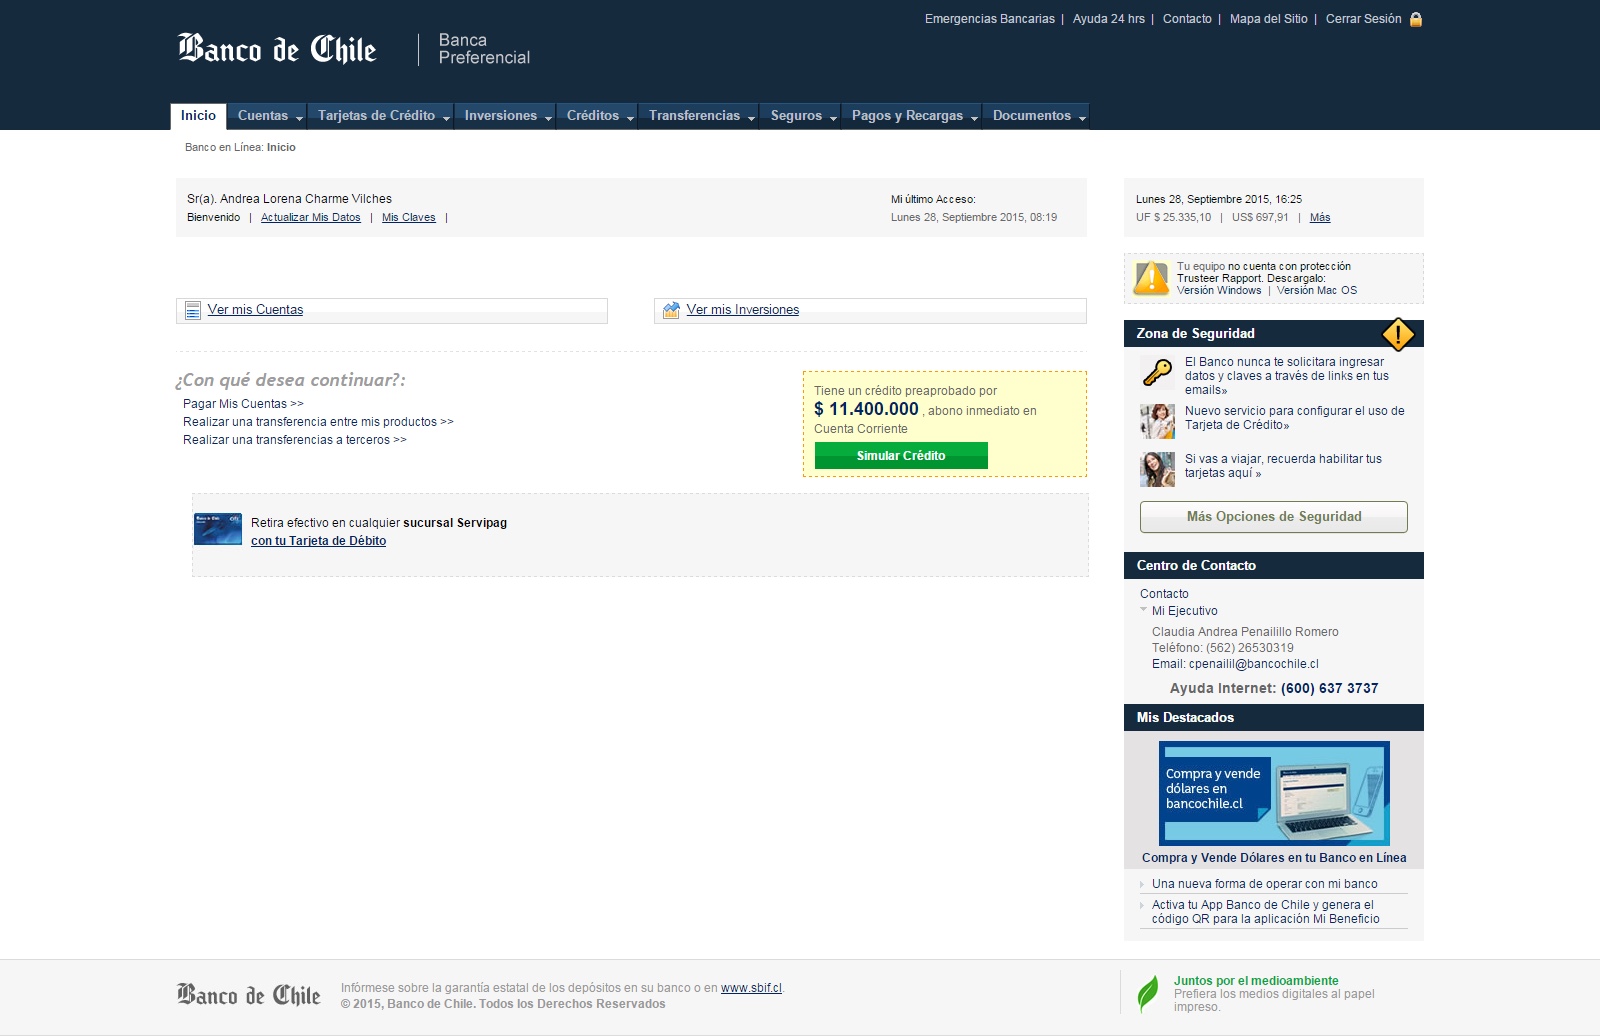 Emergencias Bancarias | Ayuda 24 hrs | Contacto | Mapa del Sitio | Cerrar Sesión
Banco de Chile
Banca
Preferencial
Inicio Cuentas Tarjetas de Crédito Inversiones Créditos Transferencias Seguros Pagos y Recargas Documentos
Banco en Línea: Inicio
Sr(a). Andrea Lorena Charme Vilches
Bienvenido | Actualizar Mis Datos | Mis Claves |
Mi último Acceso:
Lunes 28, Septiembre 2015, 08:19
Lunes 28, Septiembre 2015, 16:25
UF $ 25.335,10 | US$ 697,91 | Más
Tu equipo no cuenta con protección
Trusteer Rapport. Descargalo:
Versión Windows | Versión Mac OS
Ver mis Cuentas
Ver mis Inversiones
¿Con qué desea continuar?:
Pagar Mis Cuentas >>
Realizar una transferencia entre mis productos >>
Realizar una transferencias a terceros >>
Tiene un crédito preaprobado por
$ 11.400.000 , abono inmediato en
Cuenta Corriente
Simular Crédito
Retira efectivo en cualquier sucursal Servipag
con tu Tarjeta de Débito
Zona de Seguridad
El Banco nunca te solicitara ingresar
datos y claves a través de links en tus
emails»
Nuevo servicio para configurar el uso de
Tarjeta de Crédito»
Si vas a viajar, recuerda habilitar tus
tarjetas aquí »
Más Opciones de Seguridad
Centro de Contacto
Contacto
Mi Ejecutivo
Claudia Andrea Penailillo Romero
Teléfono: (562) 26530319
Email: cpenailil@bancochile.cl
Ayuda Internet: (600) 637 3737
Mis Destacados
Compra y vende
dólares en
bancochile.cl
Compra y Vende Dólares en tu Banco en Línea
Una nueva forma de operar con mi banco
Activa tu App Banco de Chile y genera el
código QR para la aplicación Mi Beneficio
Banco de Chile
Infórmese sobre la garantía estatal de los depósitos en su banco o en www.sbif.cl.
© 2015, Banco de Chile. Todos los Derechos Reservados
Juntos por el medioambiente
Prefiera los medios digitales al papel
impreso.